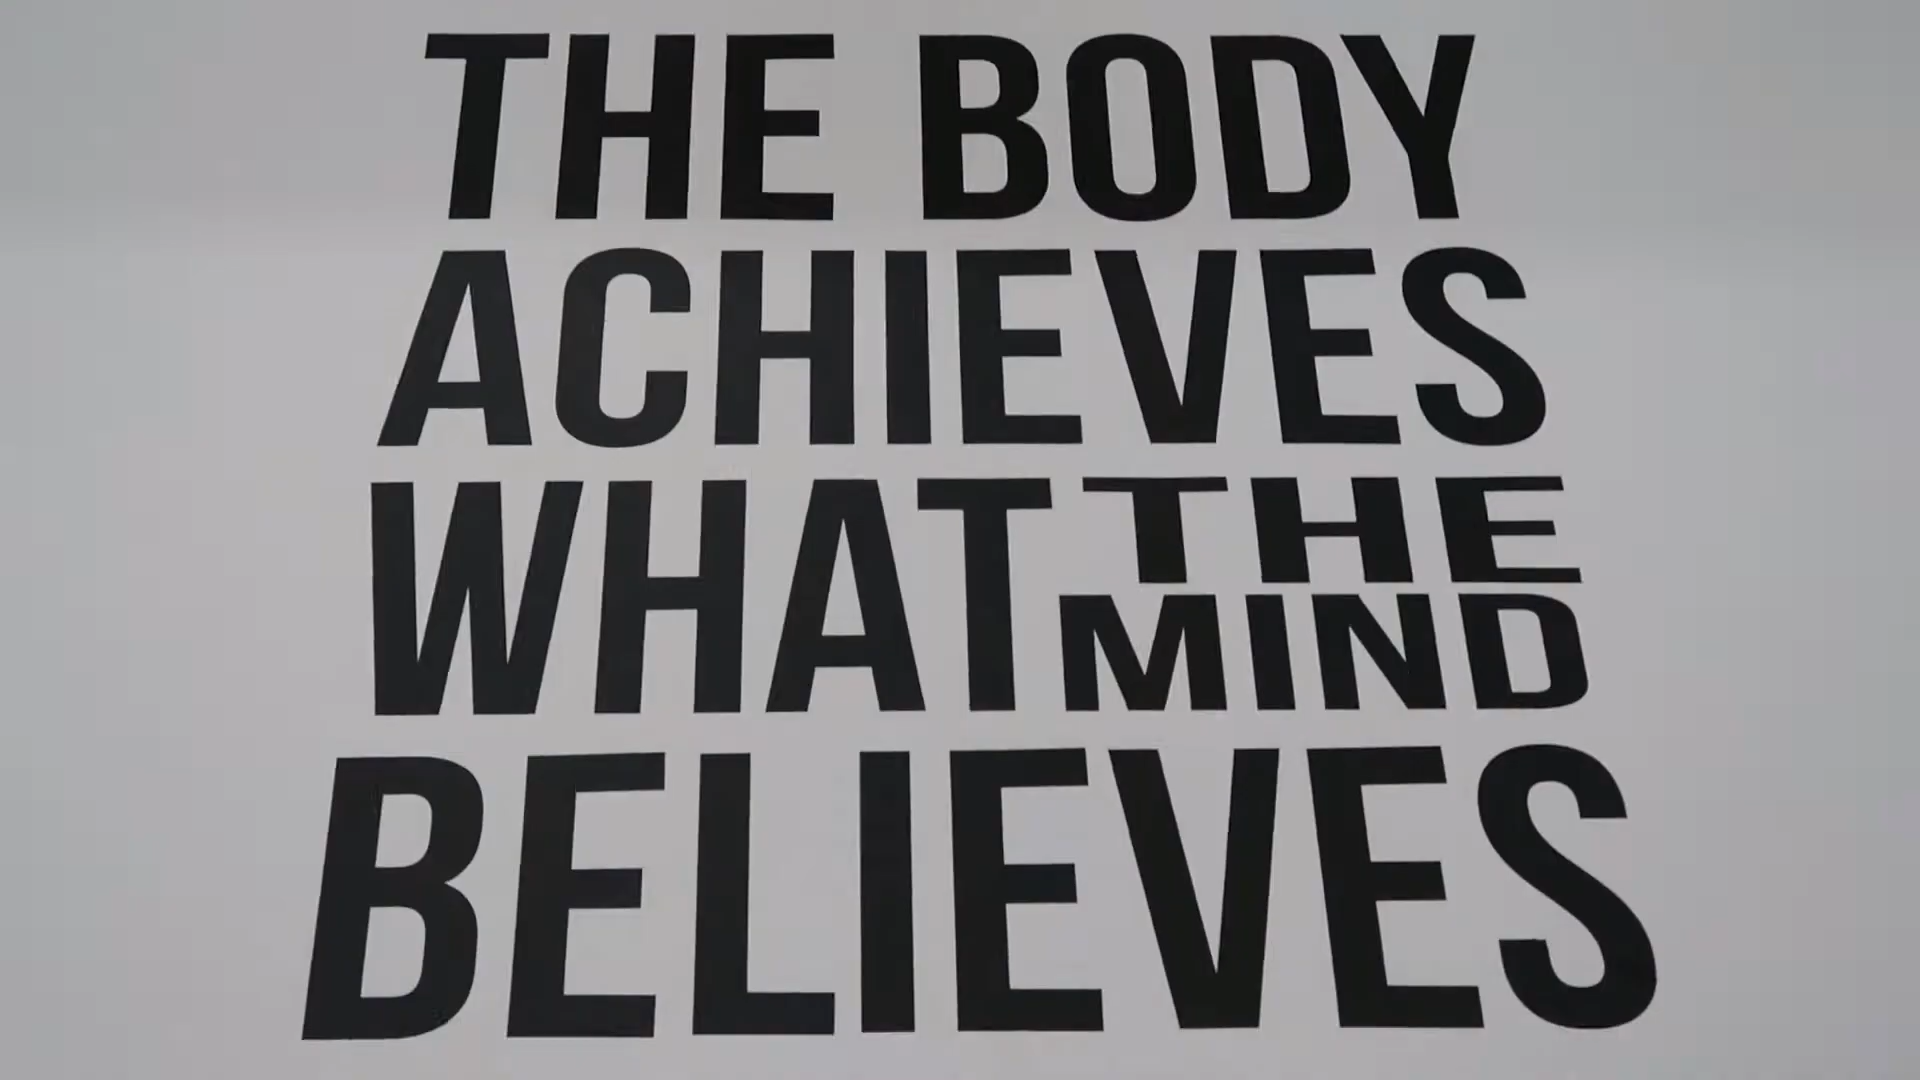 THE BODY
ACHIEVES
WHAT THE
MIND
BELIEVES